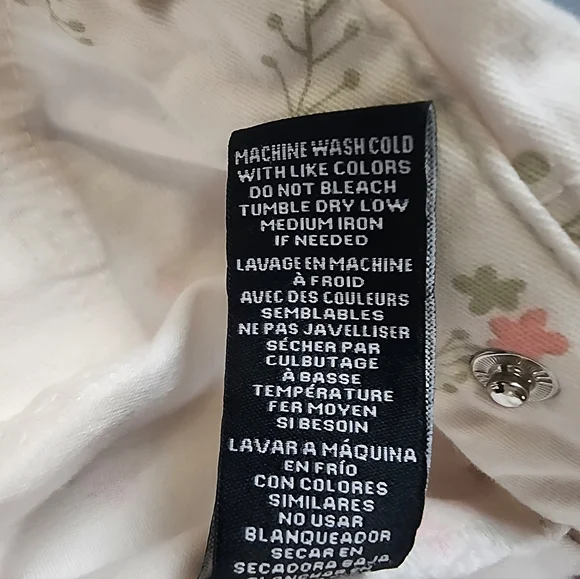 MACHINE WASH COLD
WITH LIKE COLORS
DO NOT BLEACH
TUMBLE DRY LOW
MEDIUM IRON
IF NEEDED
LAVAGE EN MACHINE
À FROID
AVEC DES COULEURS
SEMBLABLES
NE PAS JAVELLISER
SÉCHER PAR
CULBUTAGE
À BASSE
TEMPÉRATURE
FER MOYEN
SI BESOIN
LAVAR A MÁQUINA
EN FRÍO
CON COLORES
SIMILARES
NO USAR
BLANQUEADOR
SECAR EN
SECADORA BAJA